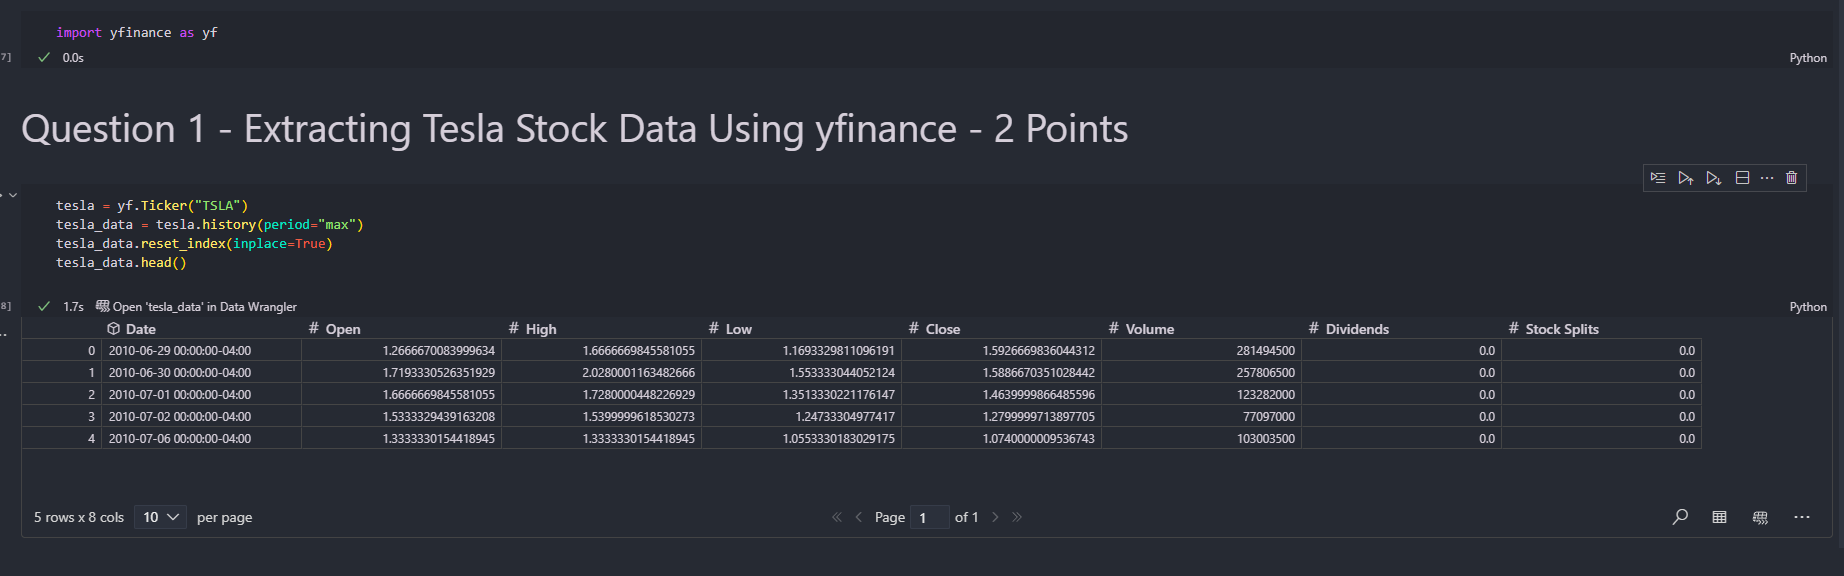 import yfinance as yf
7]
0.0s
Python
Question 1 - Extracting Tesla Stock Data Using yfinance - 2 Points
tesla = yf.Ticker("TSLA")
tesla_data = tesla.history(period="max")
tesla_data.reset_index(inplace=True)
tesla_data.head()
8]
1.7s Open 'tesla_data' in Data Wrangler
Python
Date # Open # High # Low # Close # Volume # Dividends # Stock Splits
0 2010-06-29 00:00:00-04:00 1.2666670083999634 1.6666669845581055 1.1693329811096191 1.5926669836044312 281494500 0.0 0.0
1 2010-06-30 00:00:00-04:00 1.7193330526351929 2.0280001163482666 1.553333044052124 1.5886670351028442 257806500 0.0 0.0
2 2010-07-01 00:00:00-04:00 1.6666669845581055 1.7280000448226929 1.3513330221176147 1.4639999866485596 123282000 0.0 0.0
3 2010-07-02 00:00:00-04:00 1.5333329439163208 1.5399999618530273 1.24733304977417 1.2799999713897705 77097000 0.0 0.0
4 2010-07-06 00:00:00-04:00 1.3333330154418945 1.3333330154418945 1.0553330183029175 1.0740000009536743 103003500 0.0 0.0
5 rows x 8 cols 10 per page
Page 1 of 1